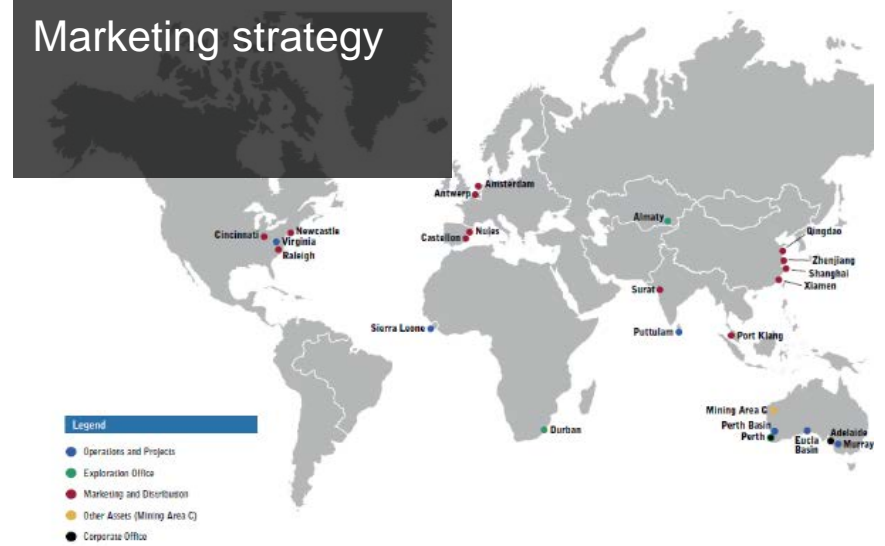 Marketing strategy
Amsterdam
Antwerp
Almaty
Newcastle
Cincinnati
Virginia
Raleigh
Nules
Castellon
Qingdao
Zhenjiang
Shanghai
Xiamen
Surat
Sierra Leone
Puttulam
Port Klang
Durban
Mining Area C
Perth Basin
Perth
Eucla
Basin
Adelaide
Murray
Legend
Operations and Projects
Exploration Office
Marketing and Distribution
Other Assets (Mining Area C)
Corporate Office